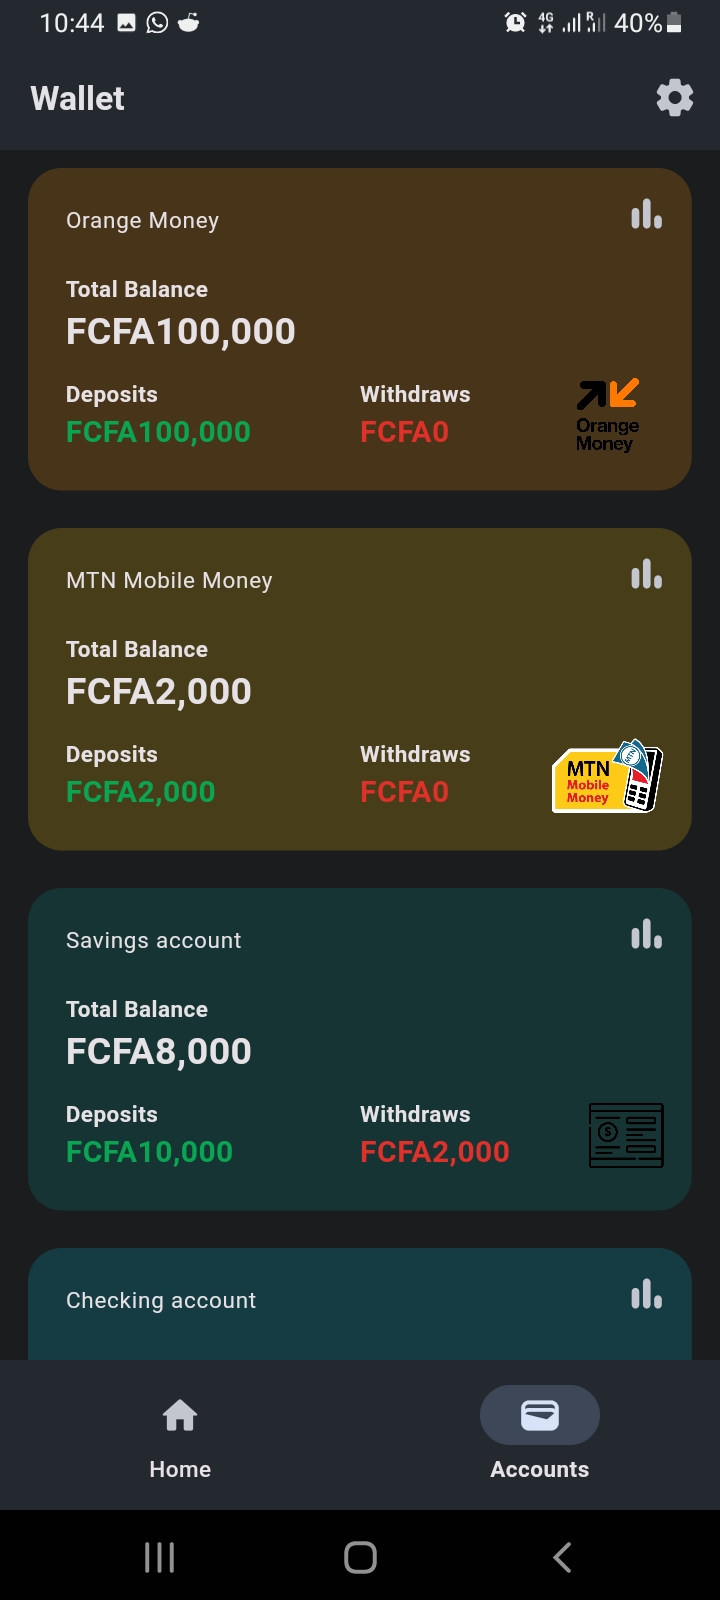 10:44 4G R 40%
Wallet
Orange Money
Total Balance
FCFA100,000
Deposits Withdraws
FCFA100,000 FCFA0
Orange
Money
MTN Mobile Money
Total Balance
FCFA2,000
Deposits Withdraws
FCFA2,000 FCFA0
MTN
Mobile
Money
Savings account
Total Balance
FCFA8,000
Deposits Withdraws
FCFA10,000 FCFA2,000
$
Checking account
Home Accounts